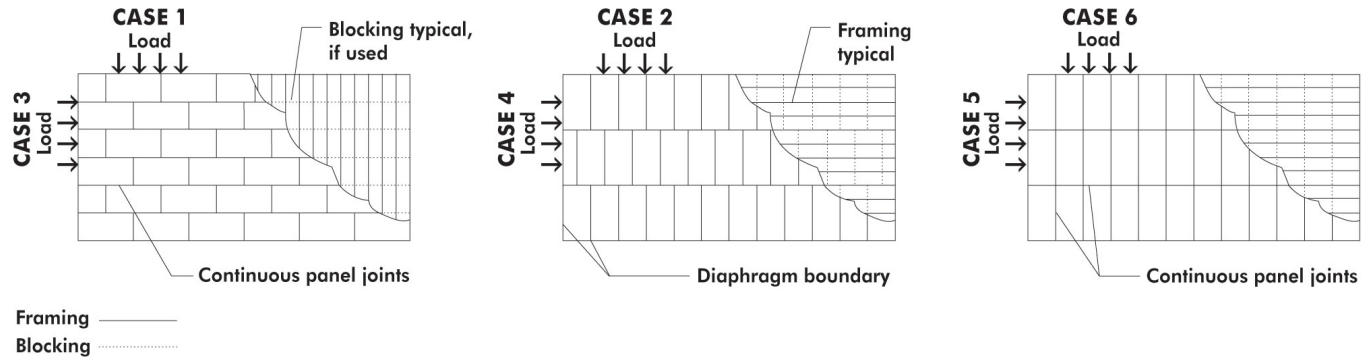 CASE 1
Load
Blocking typical,
if used
CASE 3
Load
Continuous panel joints
CASE 2
Load
Framing
typical
CASE 4
Load
Diaphragm boundary
CASE 6
Load
CASE 5
Load
Continuous panel joints
Framing
Blocking